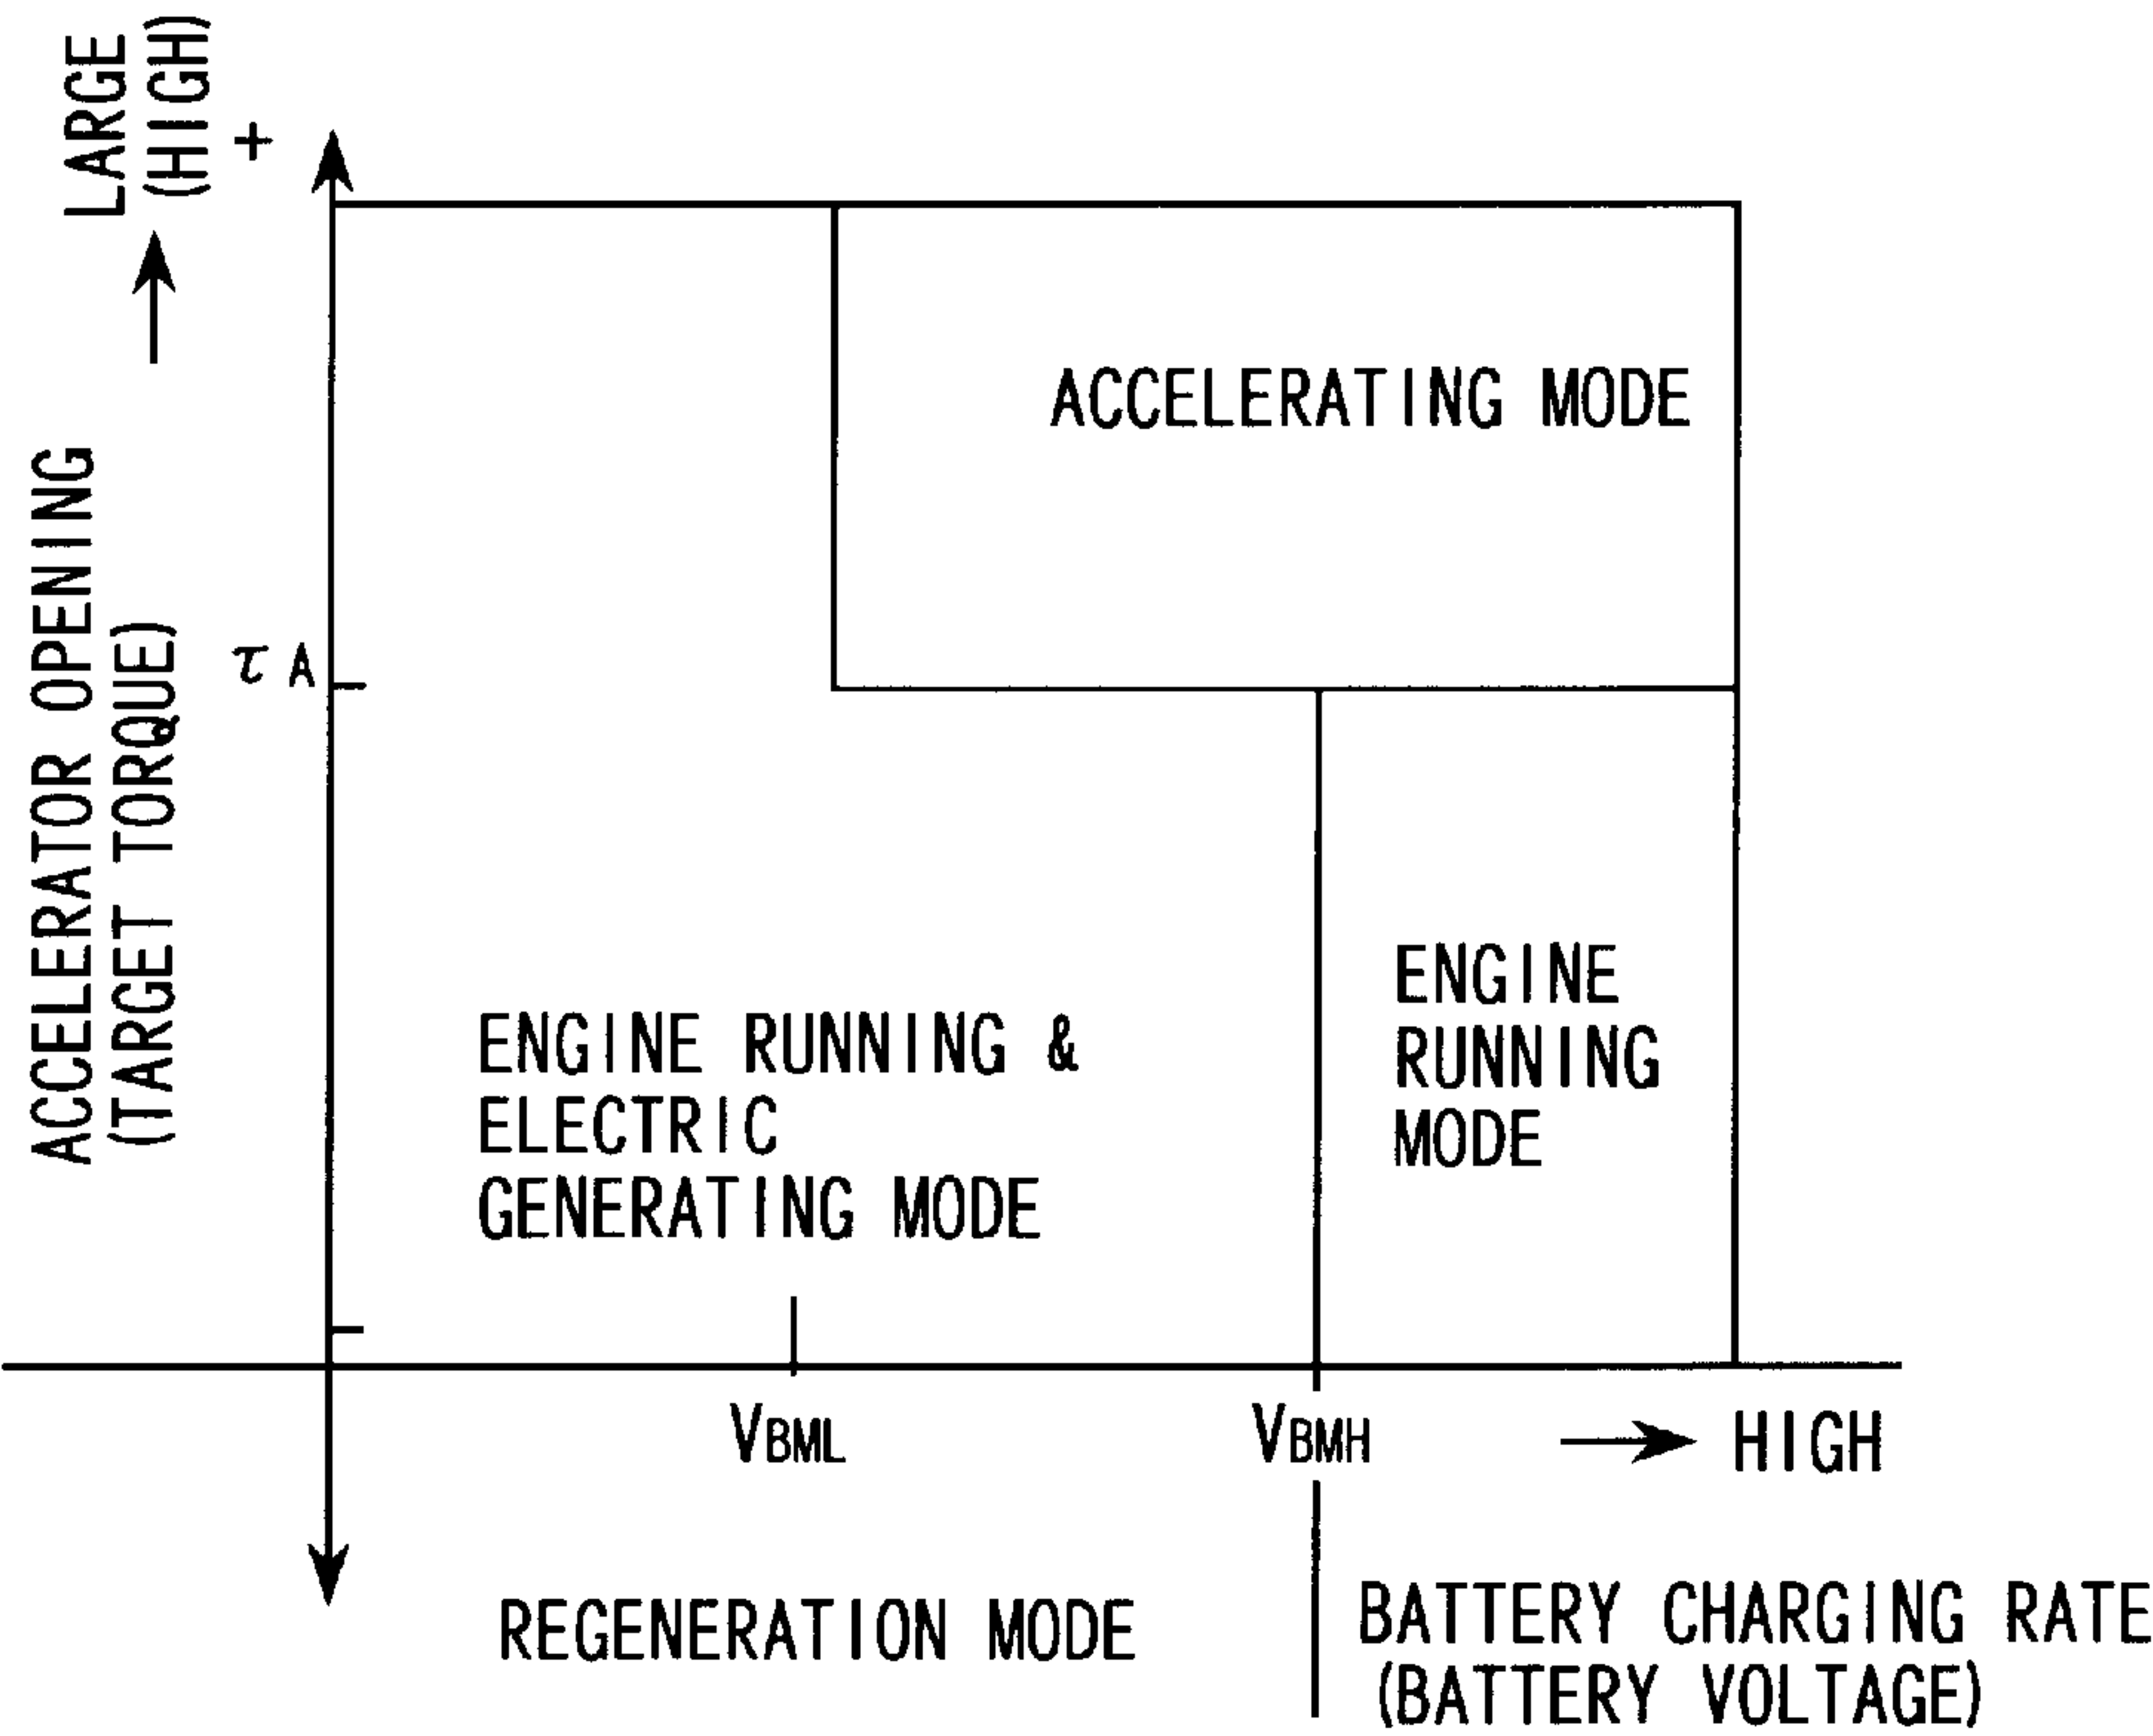 LARGE
(HIGH)
+
ACCELERATOR OPENING
(TARGET TORQUE)
τA
ACCELERATING MODE
ENGINE RUNNING &
ELECTRIC
GENERATING MODE
ENGINE
RUNNING
MODE
VBML
VBMH
HIGH
REGENERATION MODE
BATTERY CHARGING RATE
(BATTERY VOLTAGE)